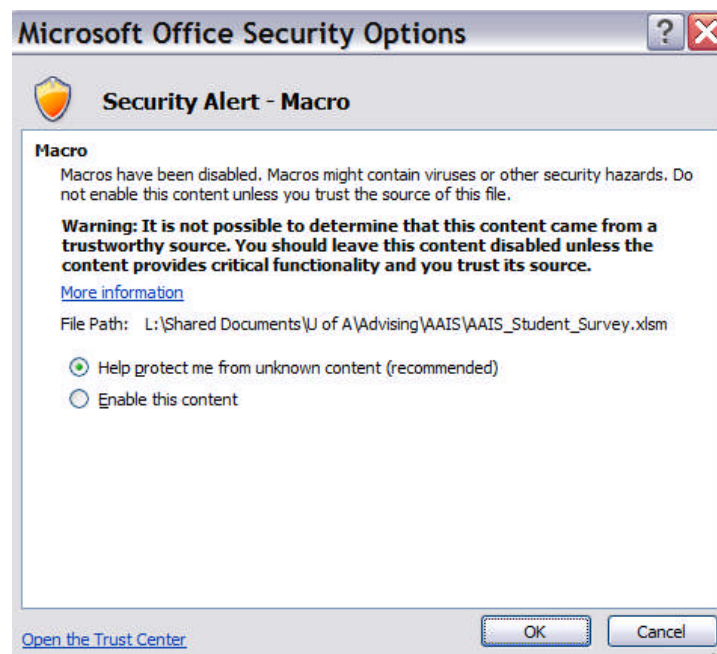 Microsoft Office Security Options
?
Security Alert - Macro
Macro
Macros have been disabled. Macros might contain viruses or other security hazards. Do
not enable this content unless you trust the source of this file.
Warning: It is not possible to determine that this content came from a
trustworthy source. You should leave this content disabled unless the
content provides critical functionality and you trust its source.
More information
File Path: L:\Shared Documents\U of A\Advising\AAIS\AAIS_Student_Survey.xlsm
Help protect me from unknown content (recommended)
Enable this content
Open the Trust Center
OK
Cancel